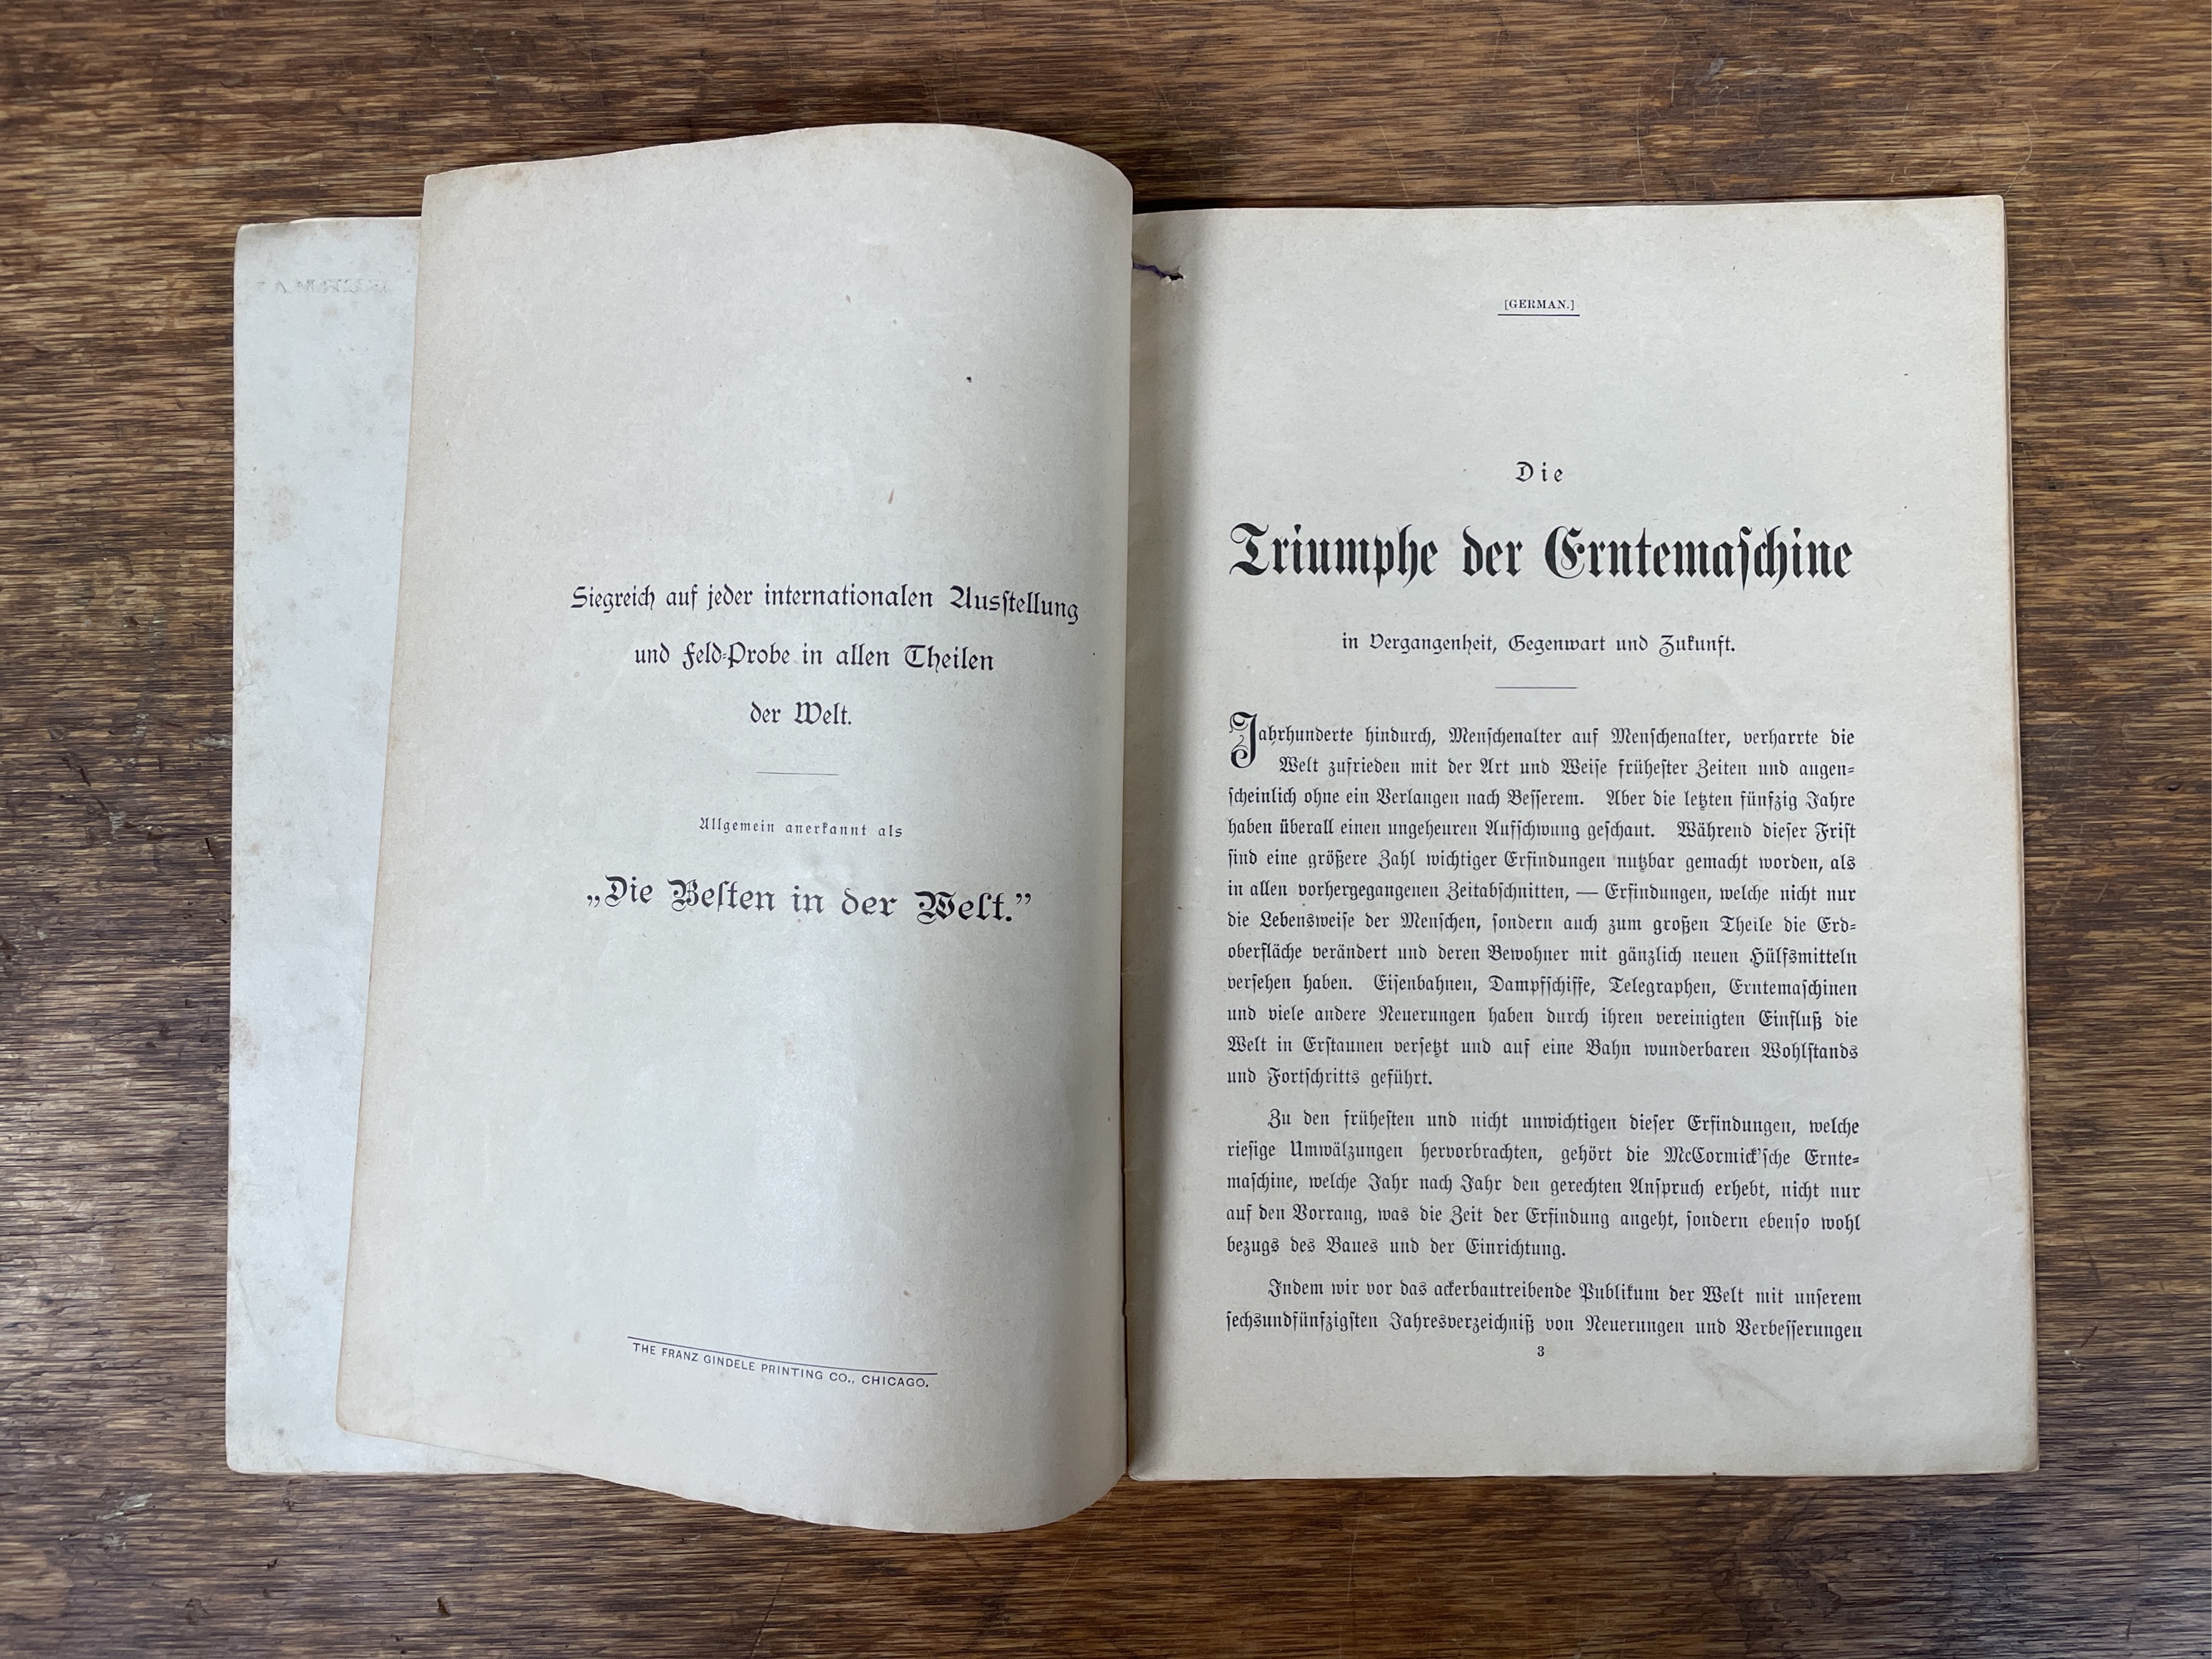 Siegreich auf jeder internationalen Ausstellung
und Feld-Probe in allen Theilen
der Welt.
Allgemein anerkannt als
„Die Besten in der Welt.”
THE FRANZ GINDELE PRINTING CO., CHICAGO.
[GERMAN.]
Die
Triumphe der Erntemaschine
in Vergangenheit, Gegenwart und Zukunft.
Jahrhunderte hindurch, Menschenalter auf Menschenalter, verharrte die
Welt zufrieden mit der Art und Weise frühester Zeiten und augen-
scheinlich ohne ein Verlangen nach Besserem. Aber die letzten fünfzig Jahre
haben überall einen ungeheuren Aufschwung geschaut. Während dieser Frist
sind eine größere Zahl wichtiger Erfindungen nutzbar gemacht worden, als
in allen vorhergegangenen Zeitabschnitten, — Erfindungen, welche nicht nur
die Lebensweise der Menschen, sondern auch zum großen Theile die Erd-
oberfläche verändert und deren Bewohner mit gänzlich neuen Hülfsmitteln
versehen haben. Eisenbahnen, Dampfschiffe, Telegraphen, Erntemaschinen
und viele andere Neuerungen haben durch ihren vereinigten Einfluß die
Welt in Erstaunen versetzt und auf eine Bahn wunderbaren Wohlstands
und Fortschritts geführt.
Zu den frühesten und nicht unwichtigen dieser Erfindungen, welche
riesige Umwälzungen hervorbrachten, gehört die McCormick'sche Ernte-
maschine, welche Jahr nach Jahr den gerechten Anspruch erhebt, nicht nur
auf den Vorrang, was die Zeit der Erfindung angeht, sondern ebenso wohl
bezugs des Baues und der Einrichtung.
Indem wir vor das ackerbautreibende Publikum der Welt mit unserem
sechsundfünfzigsten Jahresverzeichniß von Neuerungen und Verbesserungen
3